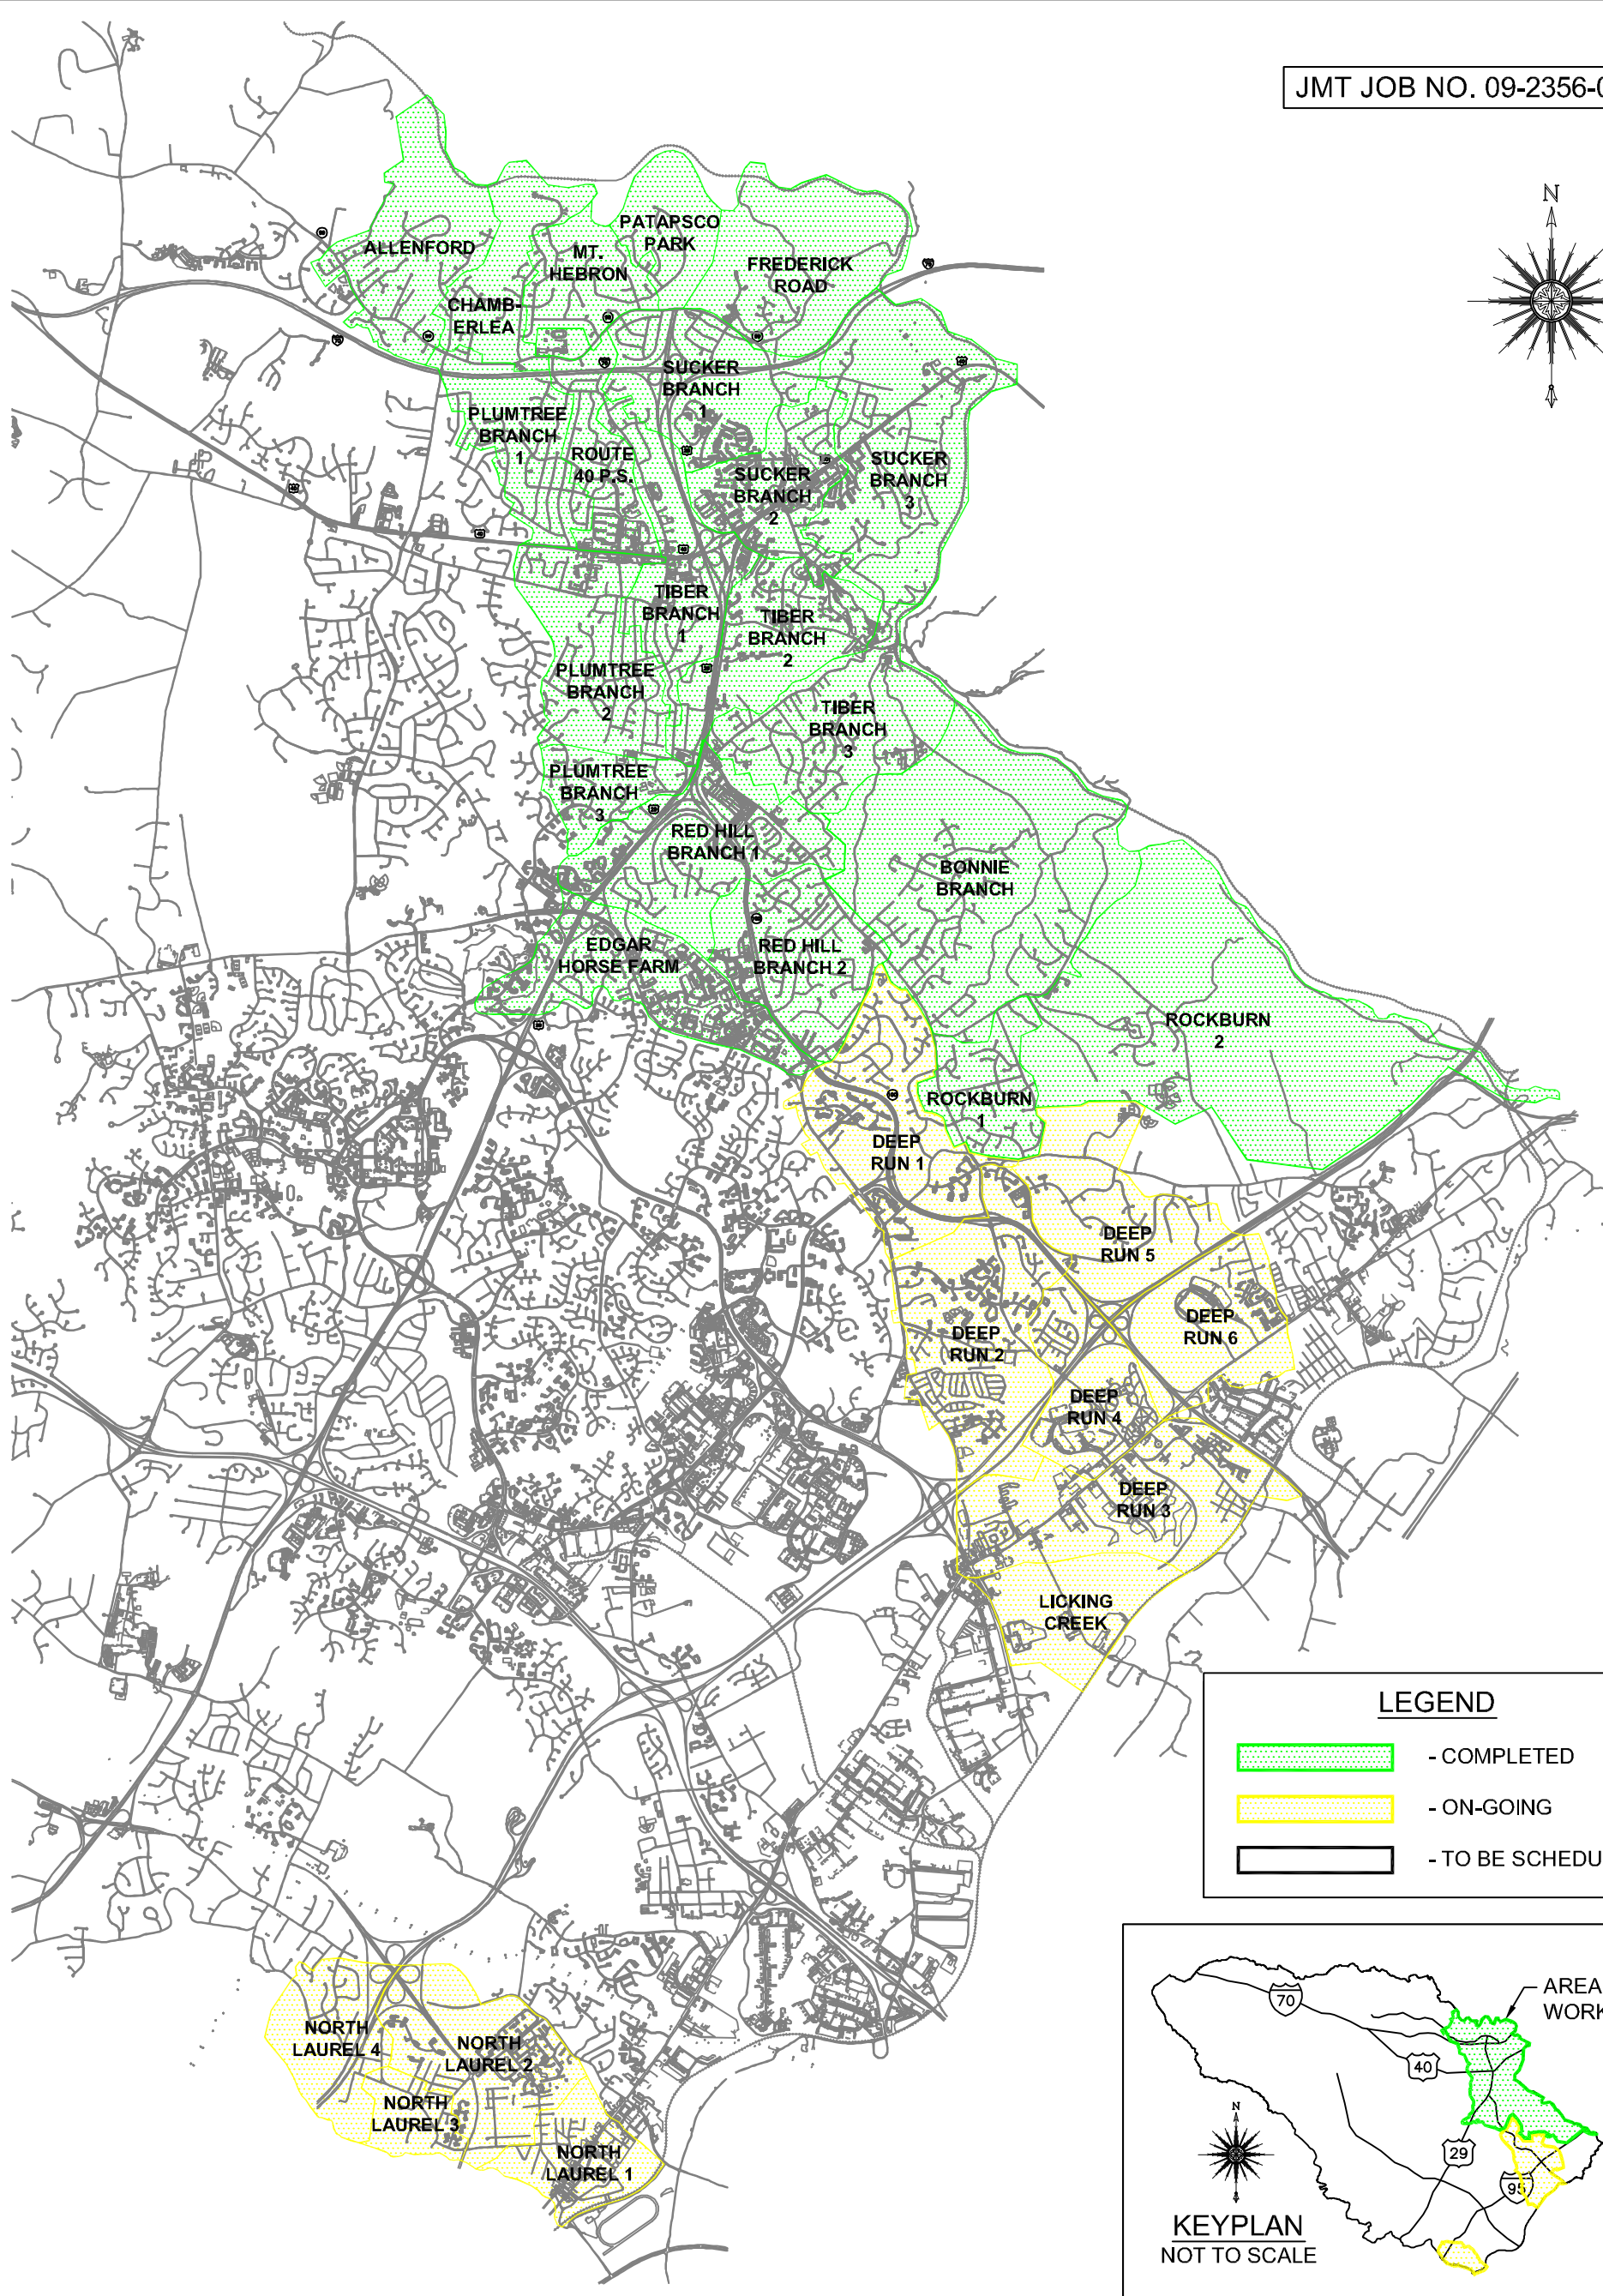 JMT JOB NO. 09-2356-0
N
PATAPSCO
PARK
ALLENFORD
MT.
HEBRON
FREDERICK
ROAD
CHAMB-
ERLEA
SUCKER
BRANCH
1
PLUMTREE
BRANCH
1
ROUTE
40 P.S.
SUCKER
BRANCH
2
SUCKER
BRANCH
3
TIBER
BRANCH
1
TIBER
BRANCH
2
PLUMTREE
BRANCH
2
TIBER
BRANCH
3
PLUMTREE
BRANCH
3
RED HILL
BRANCH 1
BONNIE
BRANCH
EDGAR
HORSE FARM
RED HILL
BRANCH 2
ROCKBURN
2
ROCKBURN
1
DEEP
RUN 1
DEEP
RUN 5
DEEP
RUN 6
DEEP
RUN 2
DEEP
RUN 4
DEEP
RUN 3
LICKING
CREEK
LEGEND
- COMPLETED
- ON-GOING
- TO BE SCHEDU
NORTH
LAUREL 4
NORTH
LAUREL 2
NORTH
LAUREL 3
NORTH
LAUREL 1
AREA
WORK
70
40
29
95
N
KEYPLAN
NOT TO SCALE